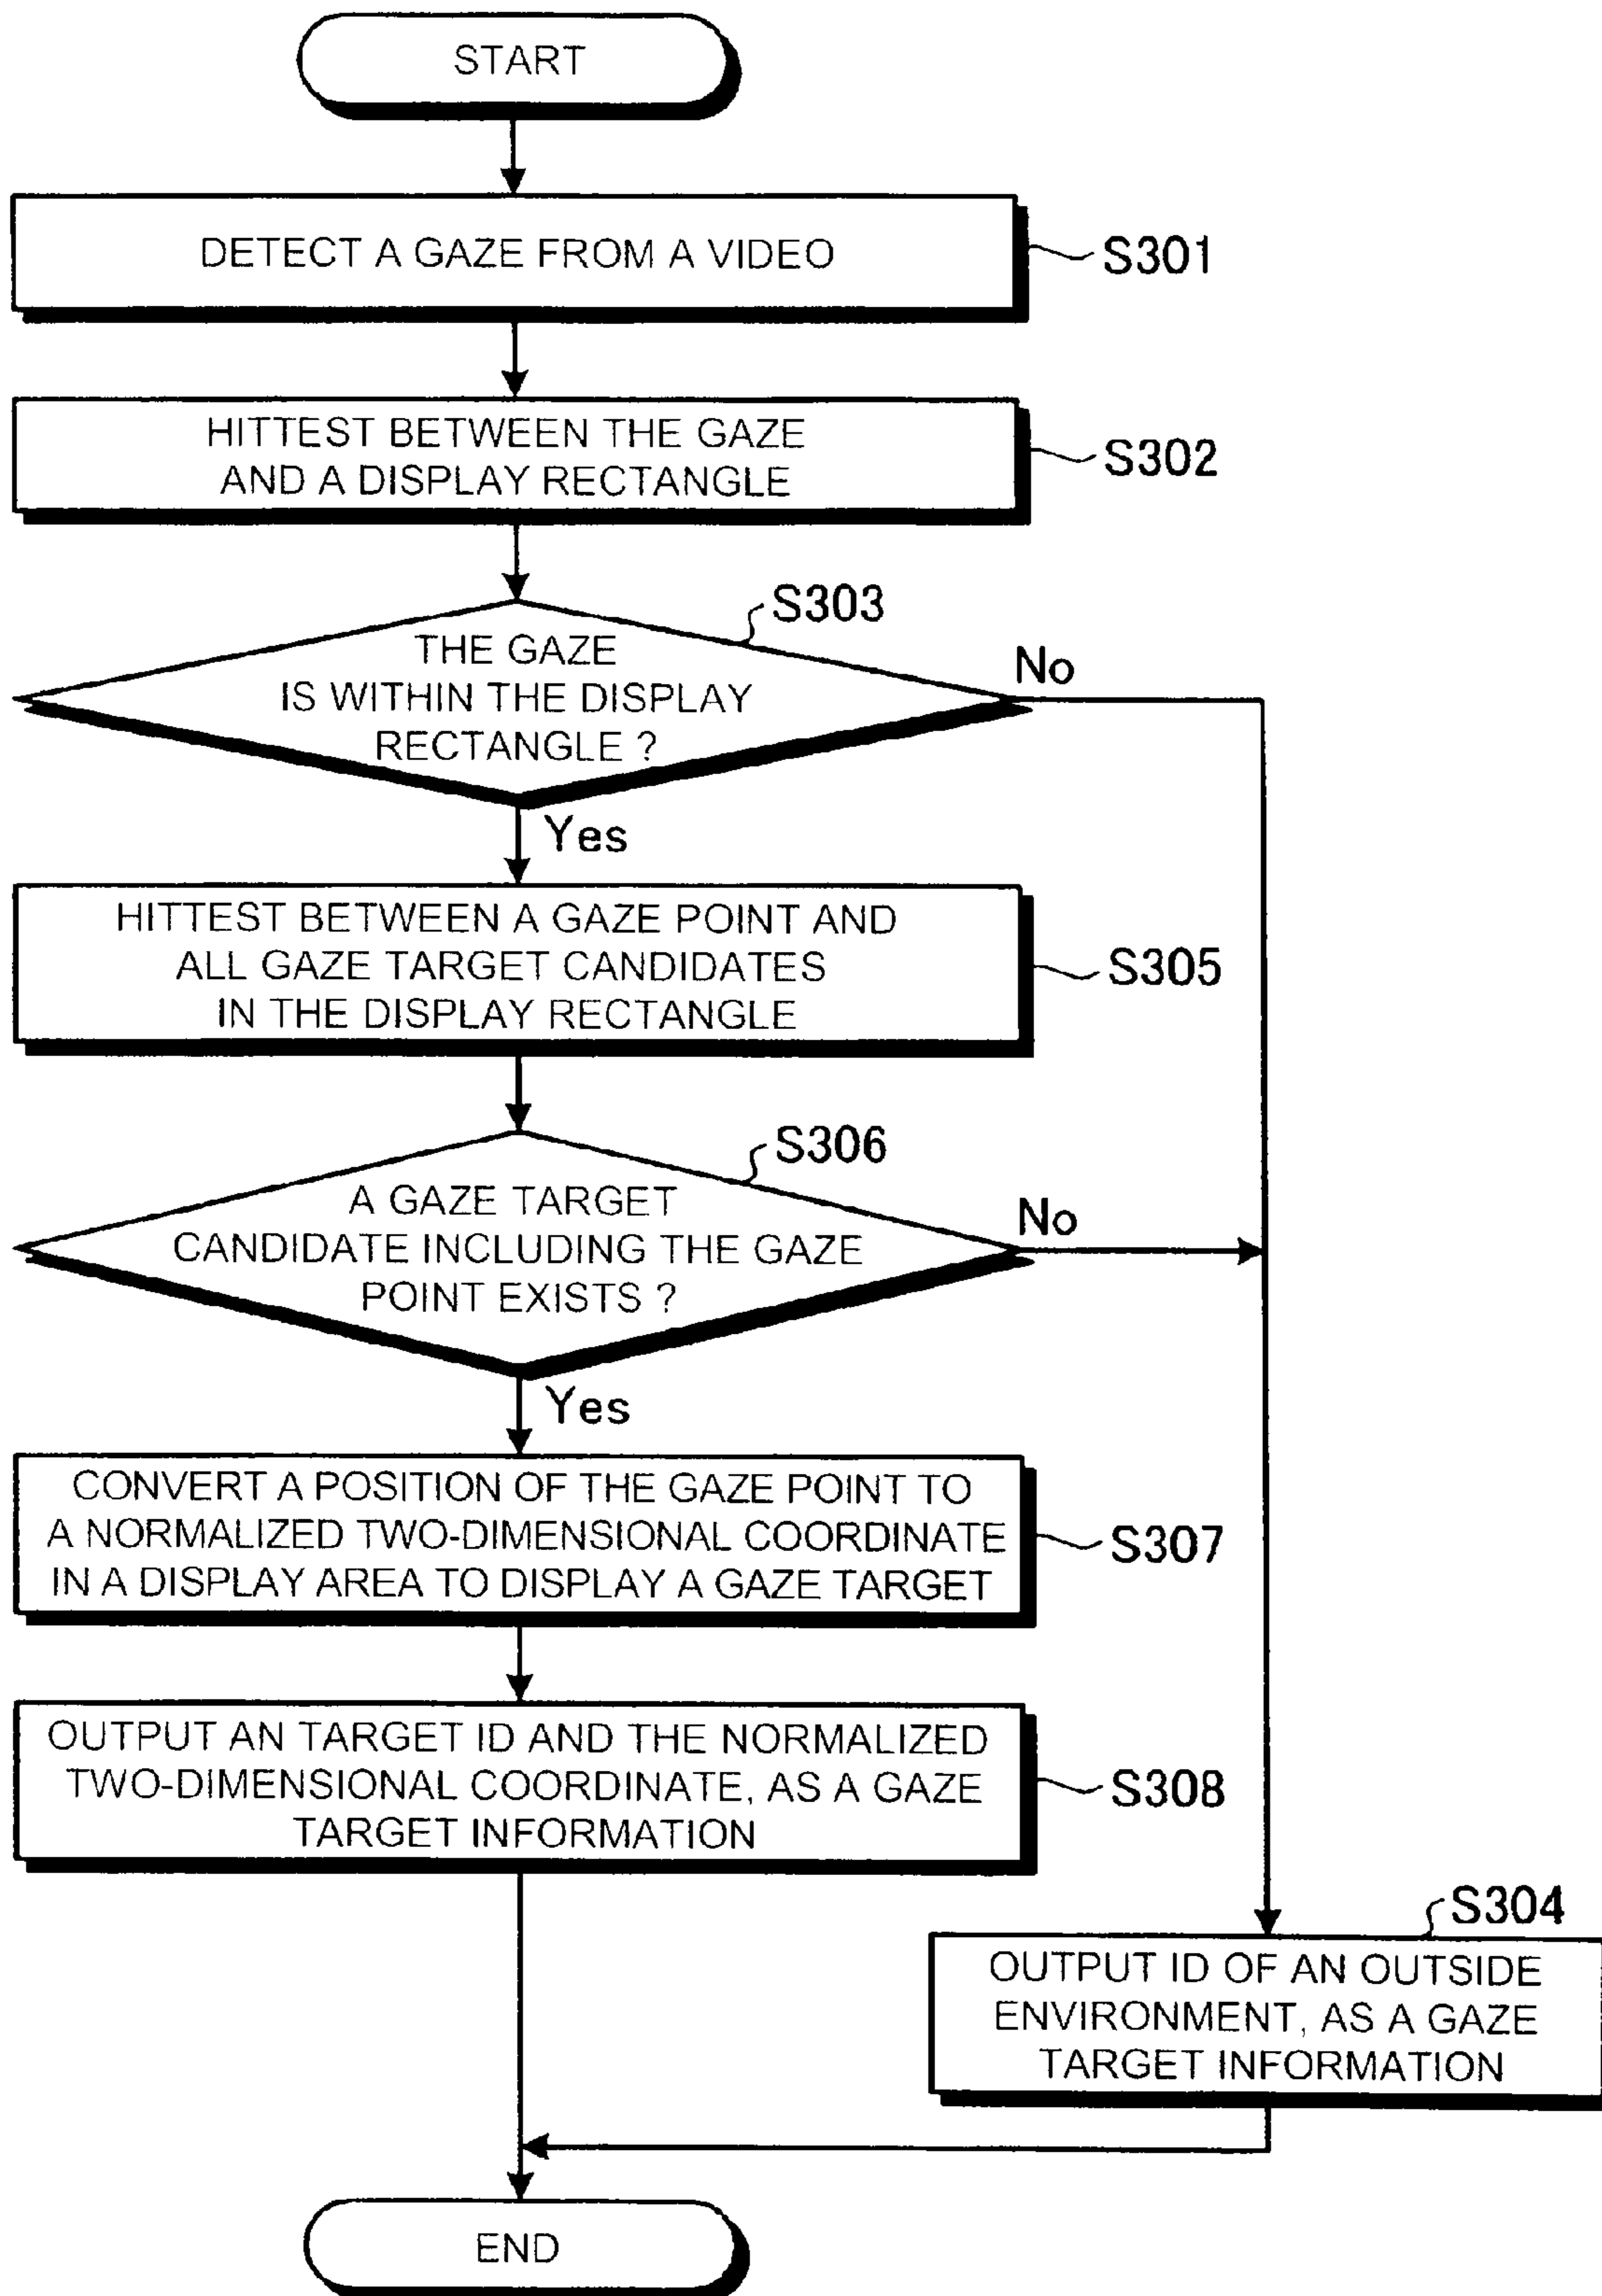 START
DETECT A GAZE FROM A VIDEO
S301
HITTEST BETWEEN THE GAZE
AND A DISPLAY RECTANGLE
S302
S303
THE GAZE
IS WITHIN THE DISPLAY
RECTANGLE ?
No
Yes
HITTEST BETWEEN A GAZE POINT AND
ALL GAZE TARGET CANDIDATES
IN THE DISPLAY RECTANGLE
S305
S306
A GAZE TARGET
CANDIDATE INCLUDING THE GAZE
POINT EXISTS ?
No
Yes
CONVERT A POSITION OF THE GAZE POINT TO
A NORMALIZED TWO-DIMENSIONAL COORDINATE
IN A DISPLAY AREA TO DISPLAY A GAZE TARGET
S307
OUTPUT AN TARGET ID AND THE NORMALIZED
TWO-DIMENSIONAL COORDINATE, AS A GAZE
TARGET INFORMATION
S308
S304
OUTPUT ID OF AN OUTSIDE
ENVIRONMENT, AS A GAZE
TARGET INFORMATION
END